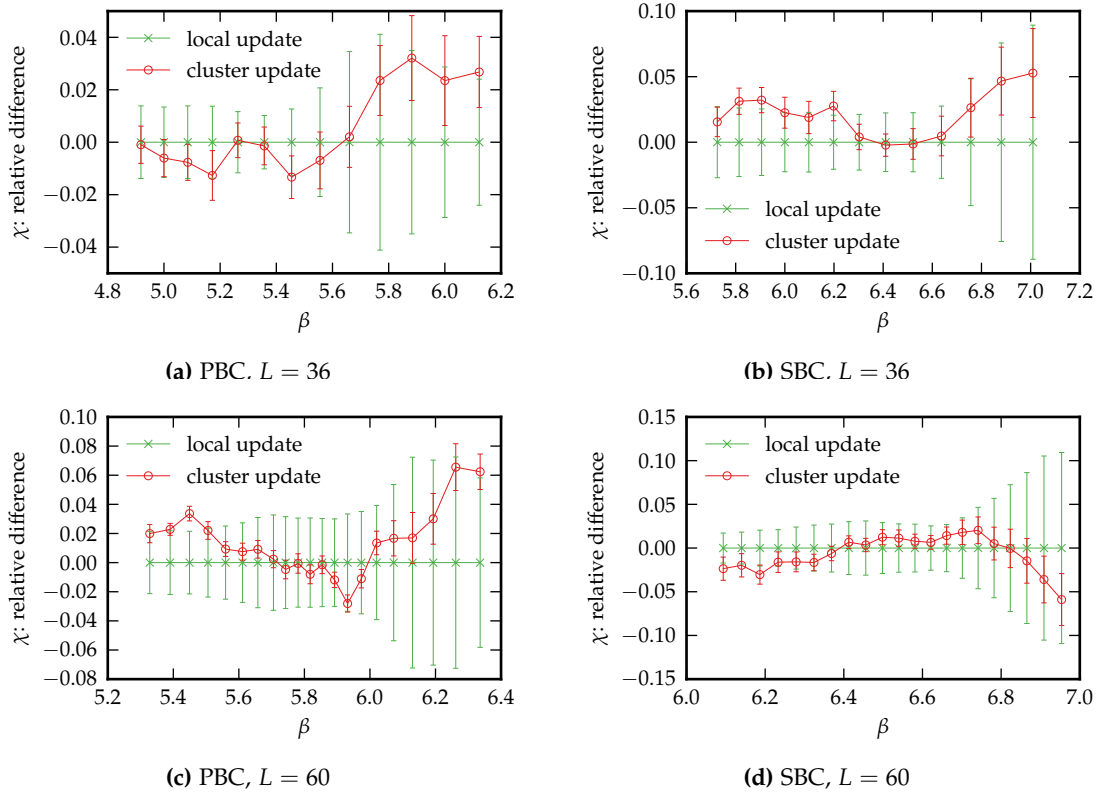 0.04
0.02
0.00
−0.02
−0.04
χ: relative difference
local update
cluster update
4.8 5.0 5.2 5.4 5.6 5.8 6.0 6.2
β
(a) PBC, L = 36
0.10
0.05
0.00
−0.05
−0.10
χ: relative difference
local update
cluster update
5.6 5.8 6.0 6.2 6.4 6.6 6.8 7.0 7.2
β
(b) SBC, L = 36
0.10
0.08
0.06
0.04
0.02
0.00
−0.02
−0.04
−0.06
−0.08
χ: relative difference
local update
cluster update
5.2 5.4 5.6 5.8 6.0 6.2 6.4
β
(c) PBC, L = 60
0.15
0.10
0.05
0.00
−0.05
−0.10
−0.15
χ: relative difference
local update
cluster update
6.0 6.2 6.4 6.6 6.8 7.0
β
(d) SBC, L = 60